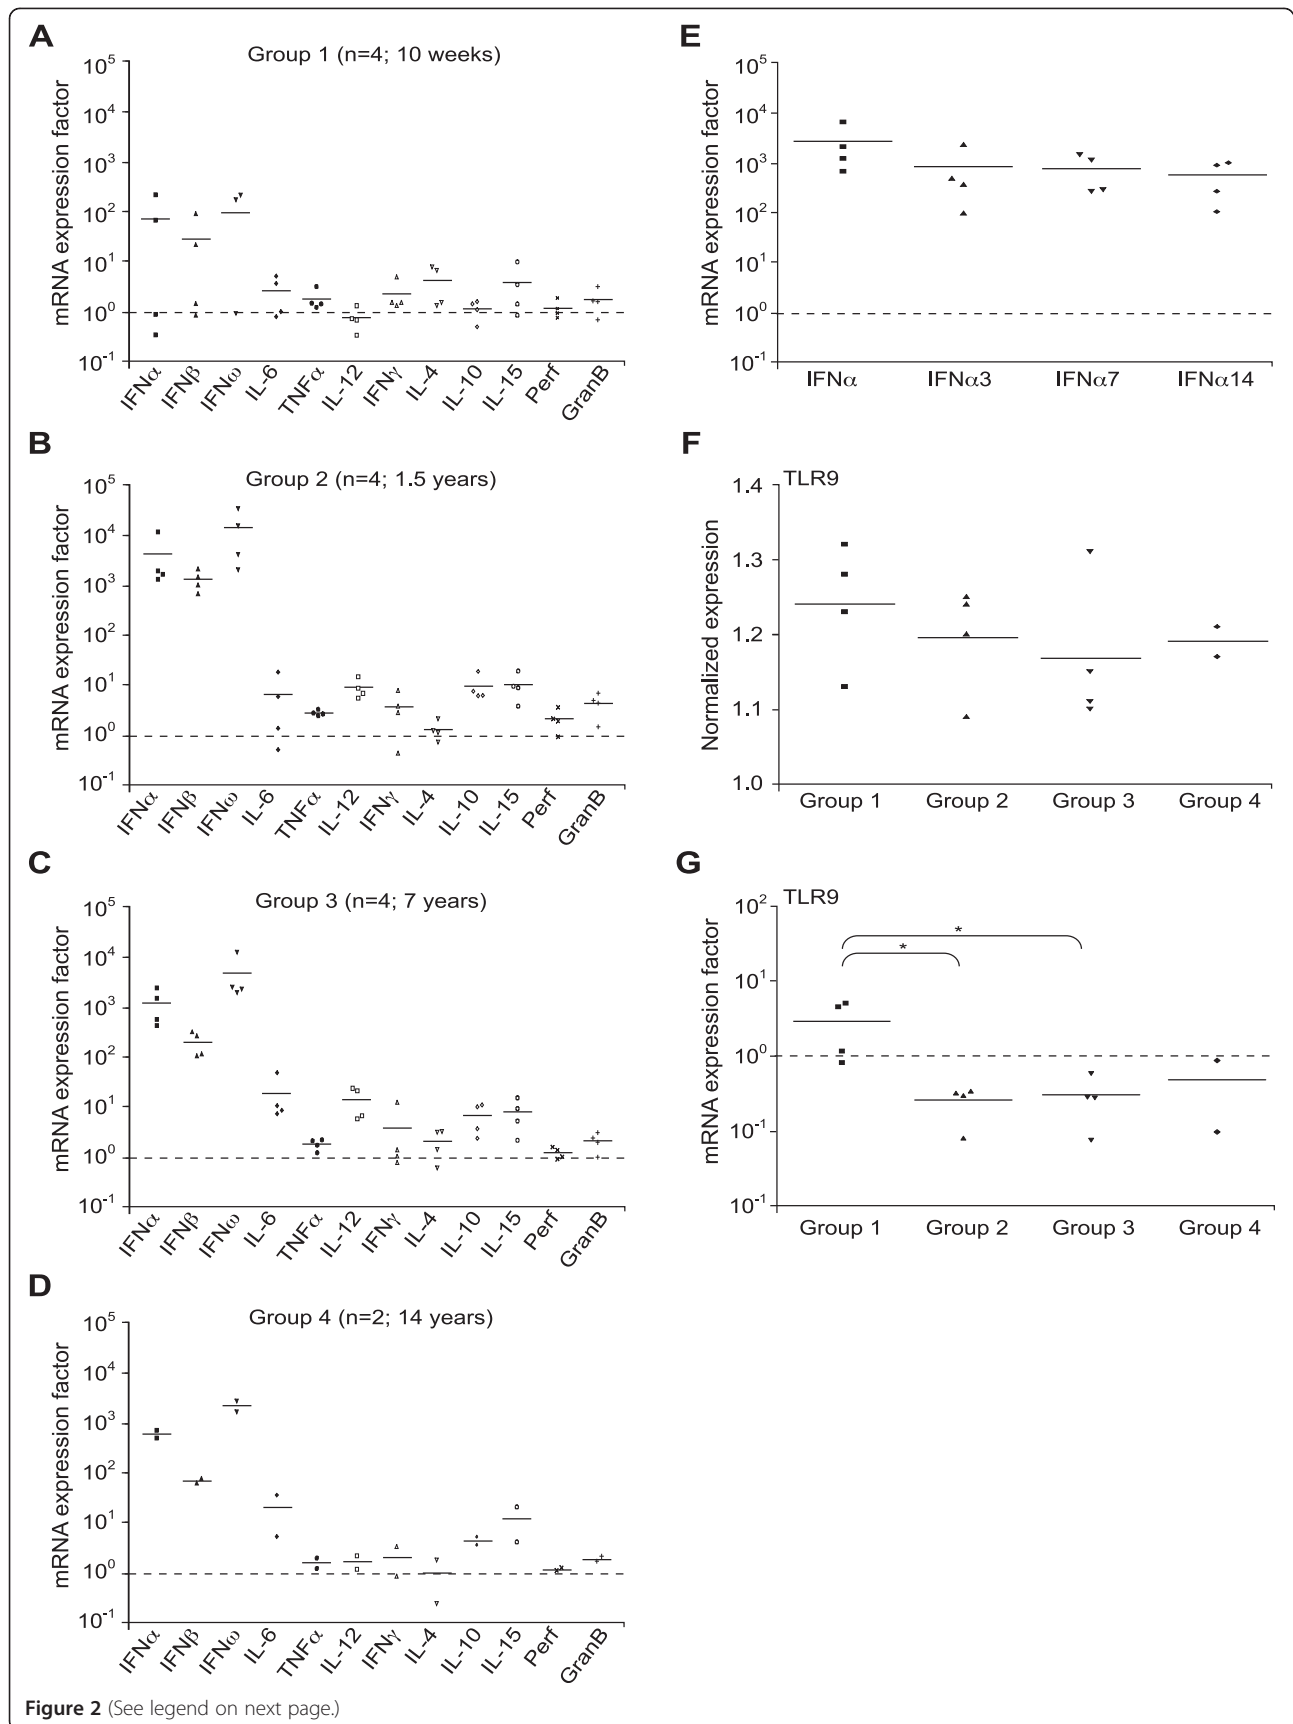 A
Group 1 (n=4; 10 weeks)
mRNA expression factor
10^5
10^4
10^3
10^2
10^1
10^0
10^-1
IFNα IFNβ IFNω IL-6 TNFα IL-12 IFNγ IL-4 IL-10 IL-15 Perf GranB
B
Group 2 (n=4; 1.5 years)
mRNA expression factor
10^5
10^4
10^3
10^2
10^1
10^0
10^-1
IFNα IFNβ IFNω IL-6 TNFα IL-12 IFNγ IL-4 IL-10 IL-15 Perf GranB
C
Group 3 (n=4; 7 years)
mRNA expression factor
10^5
10^4
10^3
10^2
10^1
10^0
10^-1
IFNα IFNβ IFNω IL-6 TNFα IL-12 IFNγ IL-4 IL-10 IL-15 Perf GranB
D
Group 4 (n=2; 14 years)
mRNA expression factor
10^5
10^4
10^3
10^2
10^1
10^0
10^-1
IFNα IFNβ IFNω IL-6 TNFα IL-12 IFNγ IL-4 IL-10 IL-15 Perf GranB
E
mRNA expression factor
10^5
10^4
10^3
10^2
10^1
10^0
10^-1
IFNα IFNα3 IFNα7 IFNα14
F
TLR9
Normalized expression
1.4
1.3
1.2
1.1
1.0
Group 1 Group 2 Group 3 Group 4
G
TLR9
mRNA expression factor
10^2
10^1
10^0
10^-1
10^-1
*
*
Group 1 Group 2 Group 3 Group 4
Figure 2 (See legend on next page.)